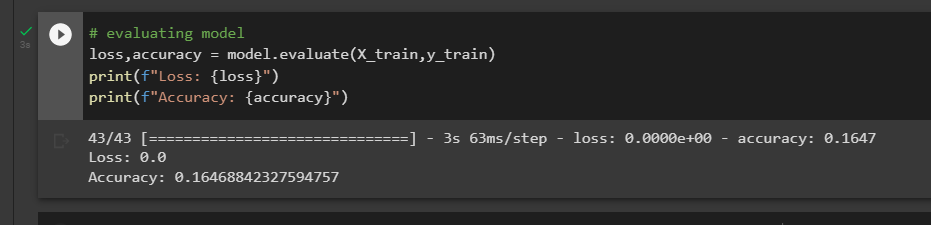 3s
# evaluating model
loss,accuracy = model.evaluate(X_train,y_train)
print(f"Loss: {loss}")
print(f"Accuracy: {accuracy}")
43/43 [==============================] - 3s 63ms/step - loss: 0.0000e+00 - accuracy: 0.1647
Loss: 0.0
Accuracy: 0.16468842327594757